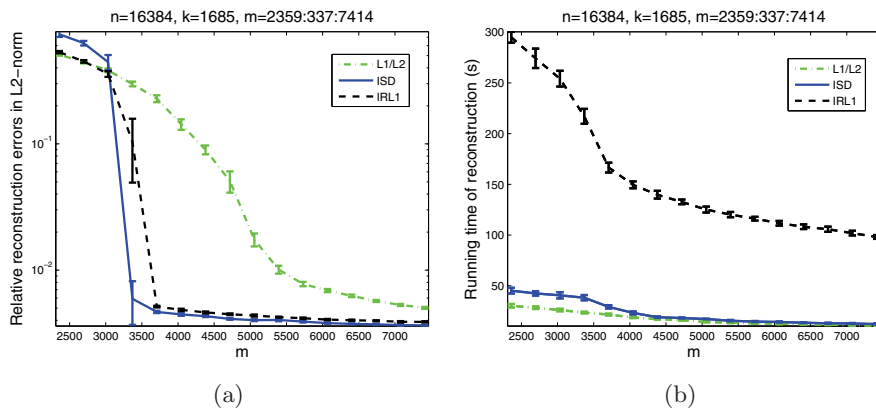 n=16384, k=1685, m=2359:337:7414
Relative reconstruction errors in L2−norm
10^−1
10^−2
L1/L2
ISD
IRL1
2500 3000 3500 4000 4500 5000 5500 6000 6500 7000
m
(a)
n=16384, k=1685, m=2359:337:7414
Running time of reconstruction (s)
300
250
200
150
100
50
L1/L2
ISD
IRL1
2500 3000 3500 4000 4500 5000 5500 6000 6500 7000
m
(b)